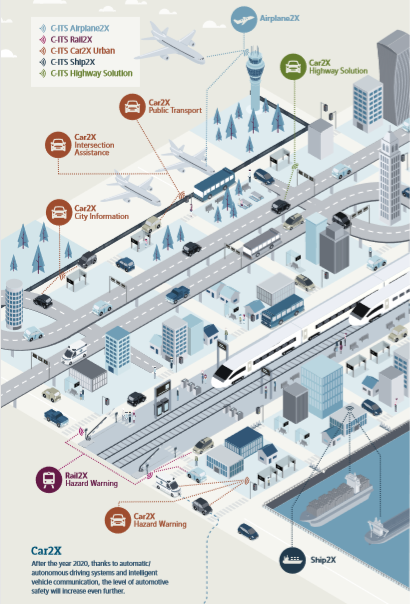 C-ITS Airplane2X
C-ITS Rail2X
C-ITS Cat2X Urban
C-ITS Ship2X
C-ITS Highway Solution
Airplane2X
Car2X
Highway Solution
Car2X
Public Transport
Car2X
Intersection
Assistance
Car2X
City Information
Rail2X
Hazard Warning
Car2X
Hazard Warning
Ship2X
Car2X
After the year 2020, thanks to automatic/
autonomous driving systems and intelligent
vehicle communication, the level of automotive
safety will increase even further.